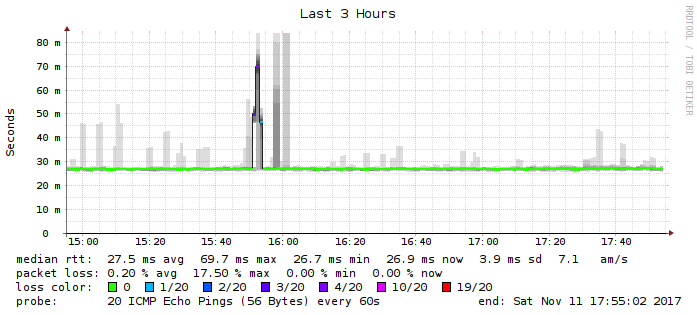 Last 3 Hours
RRDTOOL / TOBI OETIKER
Seconds
80 m
70 m
60 m
50 m
40 m
30 m
20 m
10 m
0
15:00 15:20 15:40 16:00 16:20 16:40 17:00 17:20 17:40
median rtt: 27.5 ms avg 69.7 ms max 26.7 ms min 26.9 ms now 3.9 ms sd 7.1 am/s
packet loss: 0.20 % avg 17.50 % max 0.00 % min 0.00 % now
loss color: 0 1/20 2/20 3/20 4/20 10/20 19/20
probe: 20 ICMP Echo Pings (56 Bytes) every 60s end: Sat Nov 11 17:55:02 2017